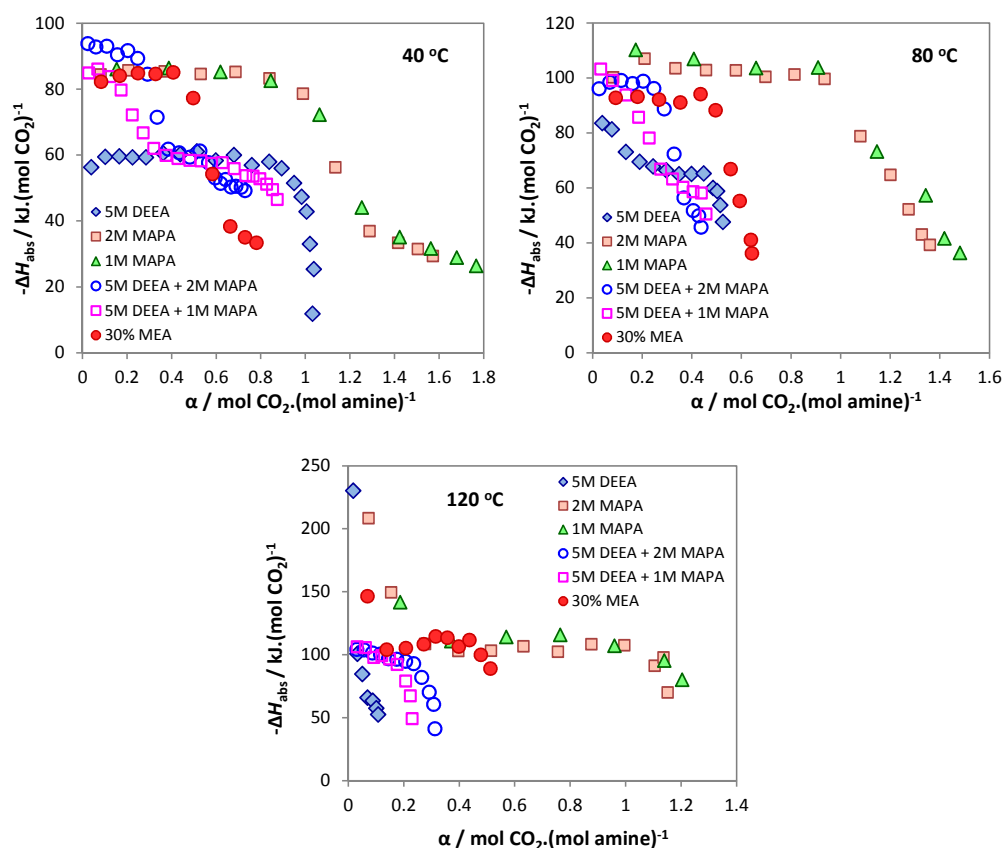 40 °C
-ΔHabs / kJ.(mol CO2)-1
100
80
60
40
20
0
5M DEEA
2M MAPA
1M MAPA
5M DEEA + 2M MAPA
5M DEEA + 1M MAPA
30% MEA
0 0.2 0.4 0.6 0.8 1 1.2 1.4 1.6 1.8
α / mol CO2.(mol amine)-1
80 °C
-ΔHabs / kJ.(mol CO2)-1
120
100
80
60
40
20
0
5M DEEA
2M MAPA
1M MAPA
5M DEEA + 2M MAPA
5M DEEA + 1M MAPA
30% MEA
0 0.2 0.4 0.6 0.8 1 1.2 1.4 1.6
α / mol CO2.(mol amine)-1
120 °C
-ΔHabs / kJ.(mol CO2)-1
250
200
150
100
50
0
5M DEEA
2M MAPA
1M MAPA
5M DEEA + 2M MAPA
5M DEEA + 1M MAPA
30% MEA
0 0.2 0.4 0.6 0.8 1 1.2 1.4
α / mol CO2.(mol amine)-1